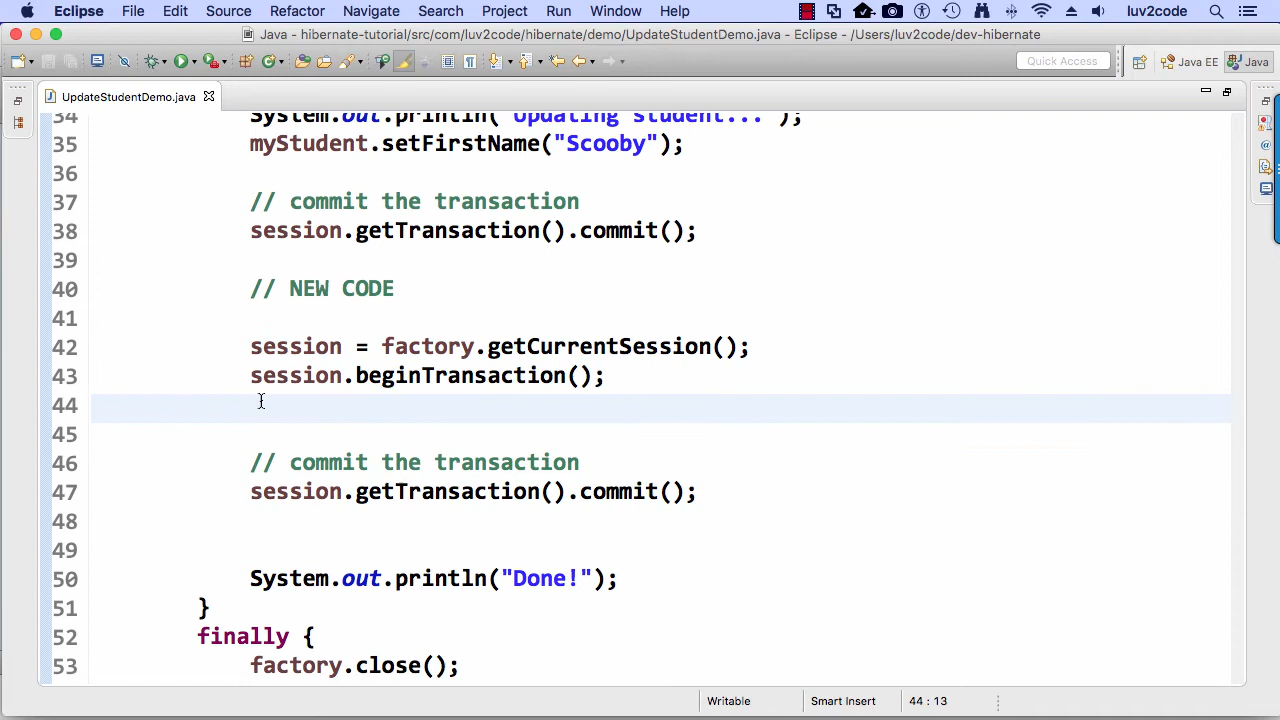 Eclipse File Edit Source Refactor Navigate Search Project Run Window Help luv2code
Java - hibernate-tutorial/src/com/luv2code/hibernate/demo/UpdateStudentDemo.java - Eclipse - /Users/luv2code/dev-hibernate
Quick Access Java EE Java
UpdateStudentDemo.java
34 System.out.println("Updating student...");
35 myStudent.setFirstName("Scooby");
36
37 // commit the transaction
38 session.getTransaction().commit();
39
40 // NEW CODE
41
42 session = factory.getCurrentSession();
43 session.beginTransaction();
44
45
46 // commit the transaction
47 session.getTransaction().commit();
48
49
50 System.out.println("Done!");
51 }
52 finally {
53 factory.close();
Writable Smart Insert 44 : 13